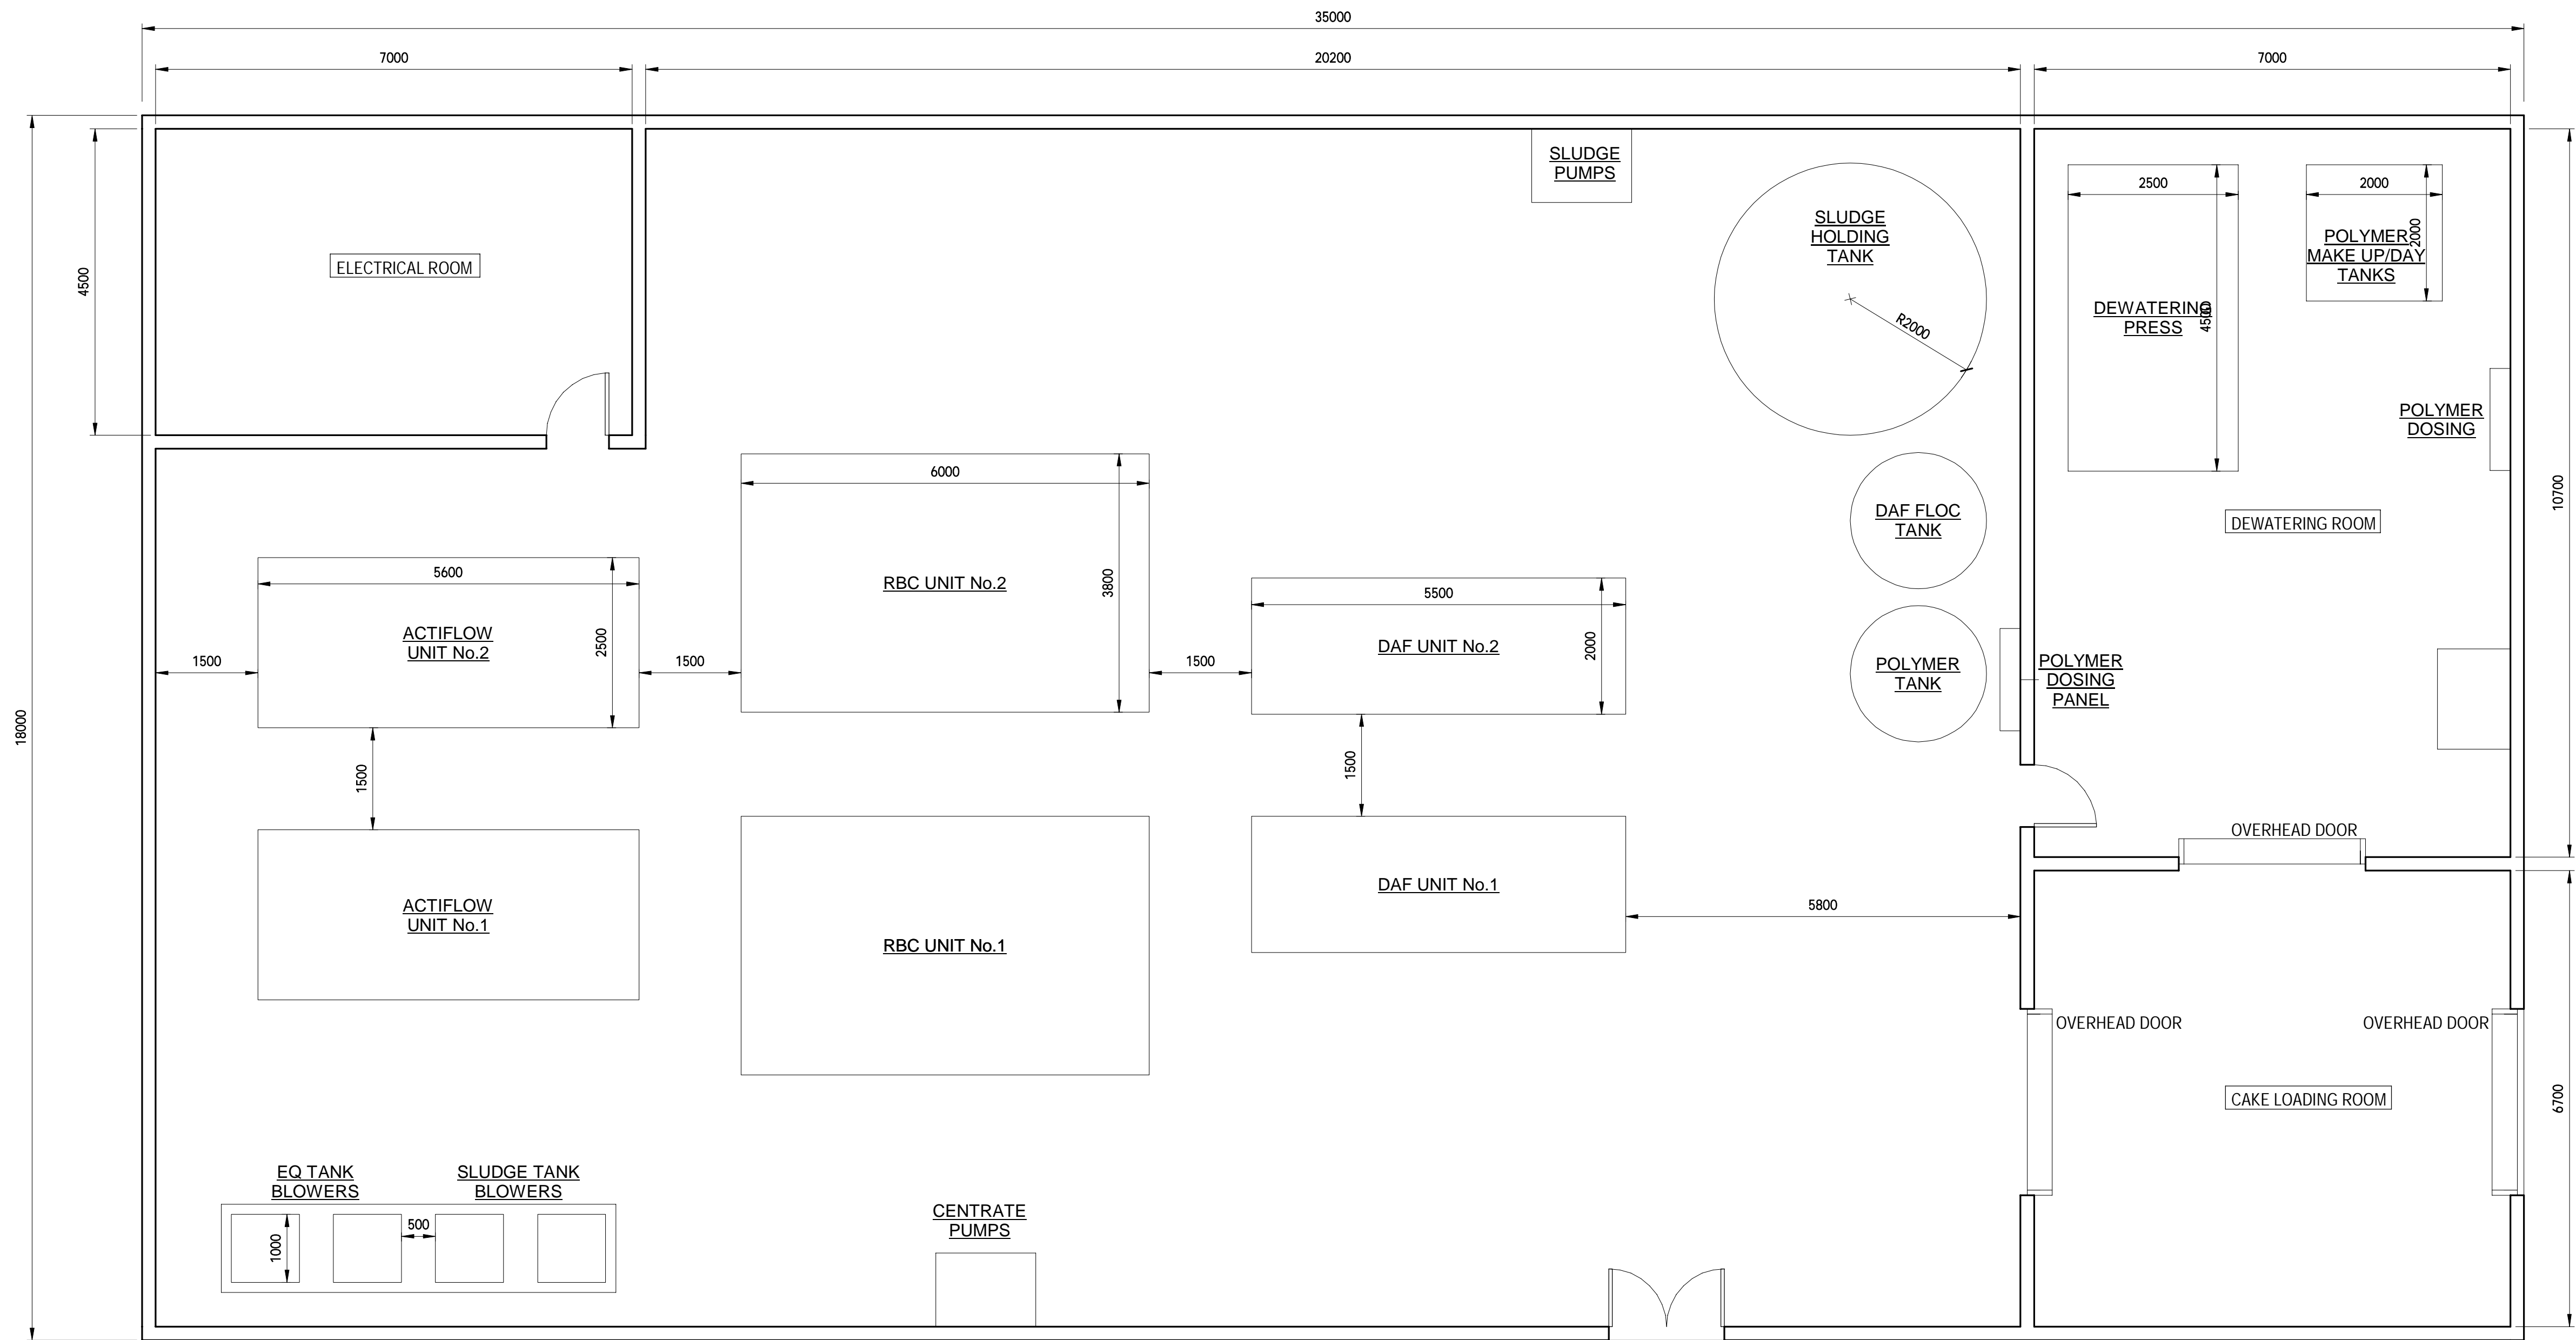 35000
7000
20200
7000
SLUDGE
PUMPS
SLUDGE
HOLDING
TANK
R2000
2500
4500
DEWATERING
PRESS
2000
2000
POLYMER
MAKE UP/DAY
TANKS
ELECTRICAL ROOM
4500
POLYMER
DOSING
10700
6000
3800
RBC UNIT No.2
DAF FLOC
TANK
DEWATERING ROOM
5600
2500
ACTIFLOW
UNIT No.2
5500
2000
DAF UNIT No.2
1500
1500
1500
POLYMER
TANK
POLYMER
DOSING
PANEL
18000
1500
1500
OVERHEAD DOOR
ACTIFLOW
UNIT No.1
RBC UNIT No.1
DAF UNIT No.1
5800
OVERHEAD DOOR
OVERHEAD DOOR
CAKE LOADING ROOM
6700
EQ TANK
BLOWERS
SLUDGE TANK
BLOWERS
1000
500
CENTRATE
PUMPS